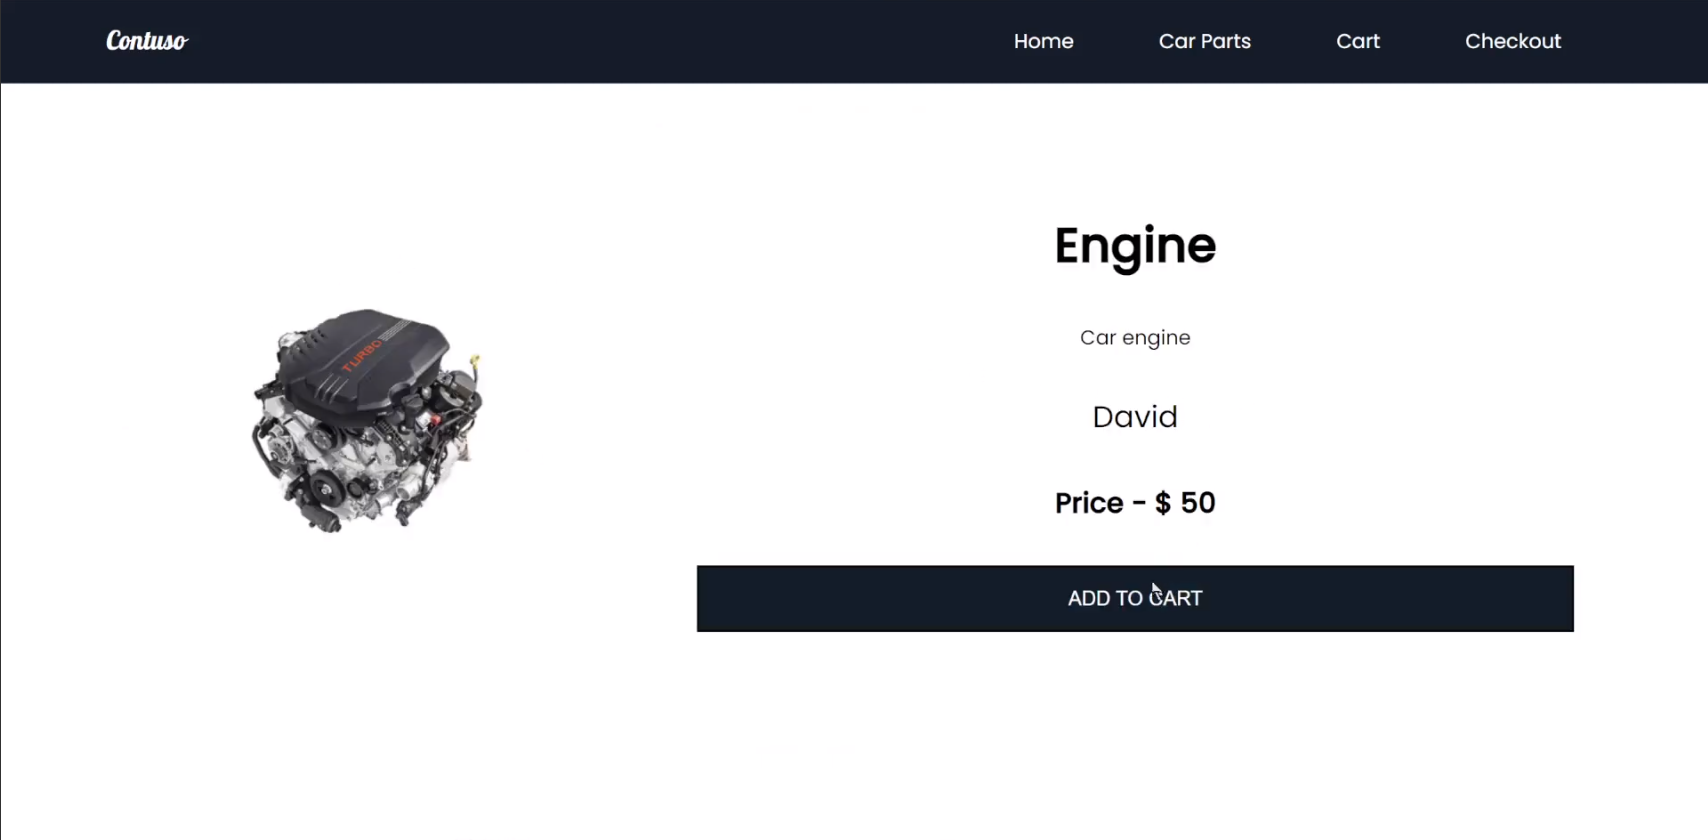 Contuso
Home
Car Parts
Cart
Checkout
Engine
Car engine
David
Price - $ 50
ADD TO CART
TURBO